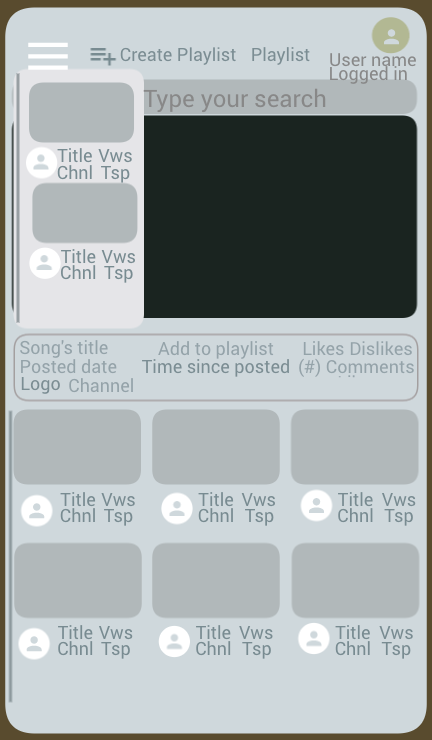 Create Playlist Playlist
User name
Logged in
Type your search
Title Vws
Chnl Tsp
Title Vws
Chnl Tsp
Song's title Add to playlist Likes Dislikes
Posted date Time since posted (#) Comments
Logo Channel
Title Vws Title Vws Title Vws
Chnl Tsp Chnl Tsp Chnl Tsp
Title Vws Title Vws Title Vws
Chnl Tsp Chnl Tsp Chnl Tsp